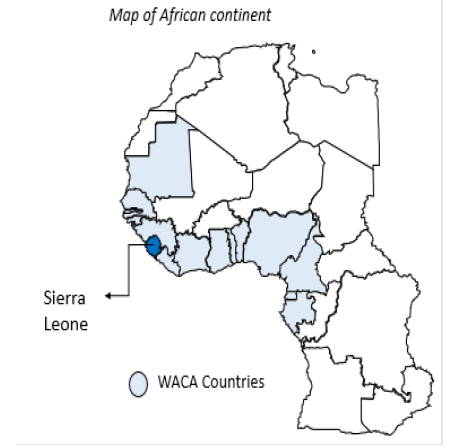 Map of African continent
Sierra
Leone
WACA Countries